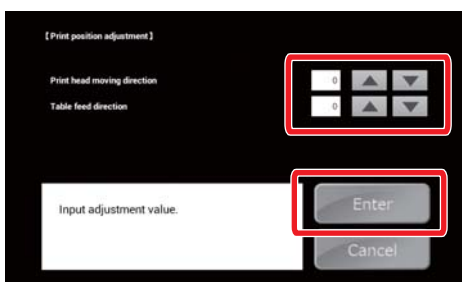 [Print position adjustment]
Print head moving direction 0
Table feed direction 0
Input adjustment value.
Enter
Cancel